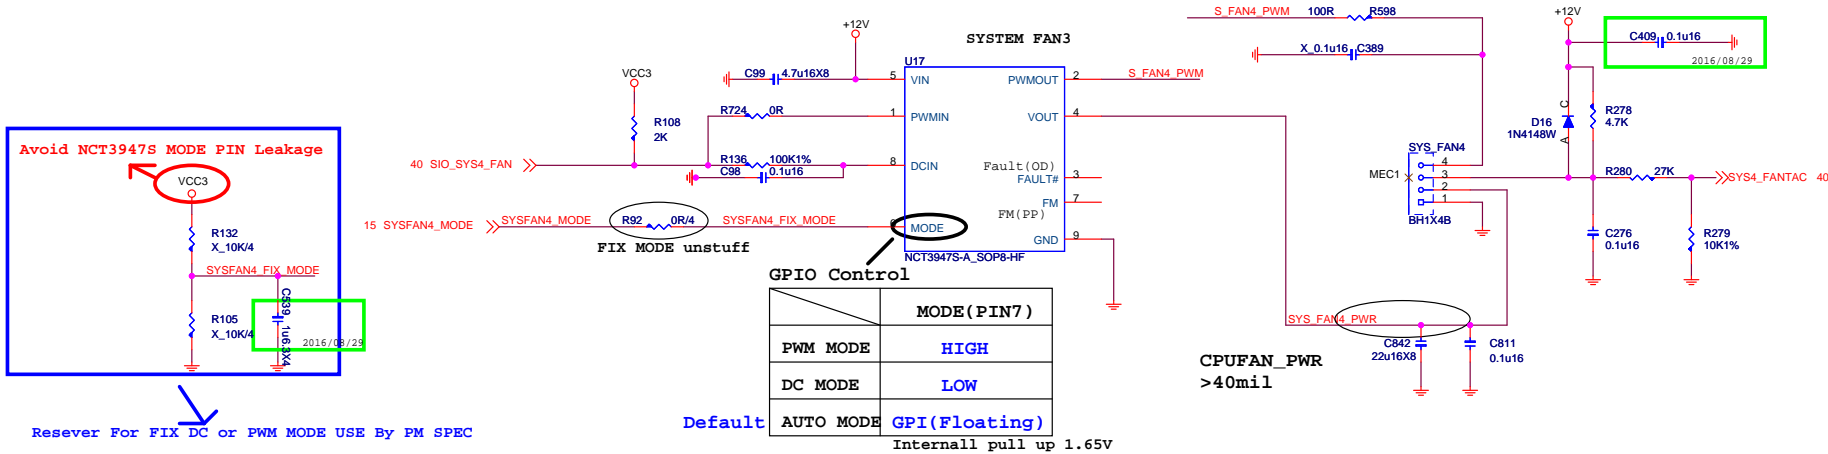 Avoid NCT3947S MODE PIN Leakage
VCC3
R132
X_10K/4
SYSFAN4_FIX_MODE
R105
X_10K/4
C539
1u6.3X4
2016/08/29
Resever For FIX DC or PWM MODE USE By PM SPEC
SYSTEM FAN3
+12V
C99 4.7u16X8
VCC3
R108
2K
R724 0R
40 SIO_SYS4_FAN
R136 100K1%
C98 0.1u16
15 SYSFAN4_MODE
SYSFAN4_MODE
R92 0R/4
SYSFAN4_FIX_MODE
FIX MODE unstuff
U17
5 VIN
1 PWMIN
8 DCIN
MODE
PWMOUT 2
VOUT 4
Fault(OD)
FAULT# 3
FM 7
FM(PP)
GND 9
NCT3947S-A_SOP8-HF
S_FAN4_PWM
GPIO Control
MODE(PIN7)
PWM MODE HIGH
DC MODE LOW
Default AUTO MODE GPI(Floating)
Internall pull up 1.65V
S_FAN4_PWM 100R R598
X_0.1u16 C389
SYS_FAN4
MEC1
4
3
2
1
BH1X4B
+12V
C409 0.1u16
2016/08/29
D16
1N4148W
C
A
R278
4.7K
R280 27K
SYS4_FANTAC 40
C276
0.1u16
R279
10K1%
SYS_FAN4_PWR
C842
22u16X8
C811
0.1u16
CPUFAN_PWR
>40mil